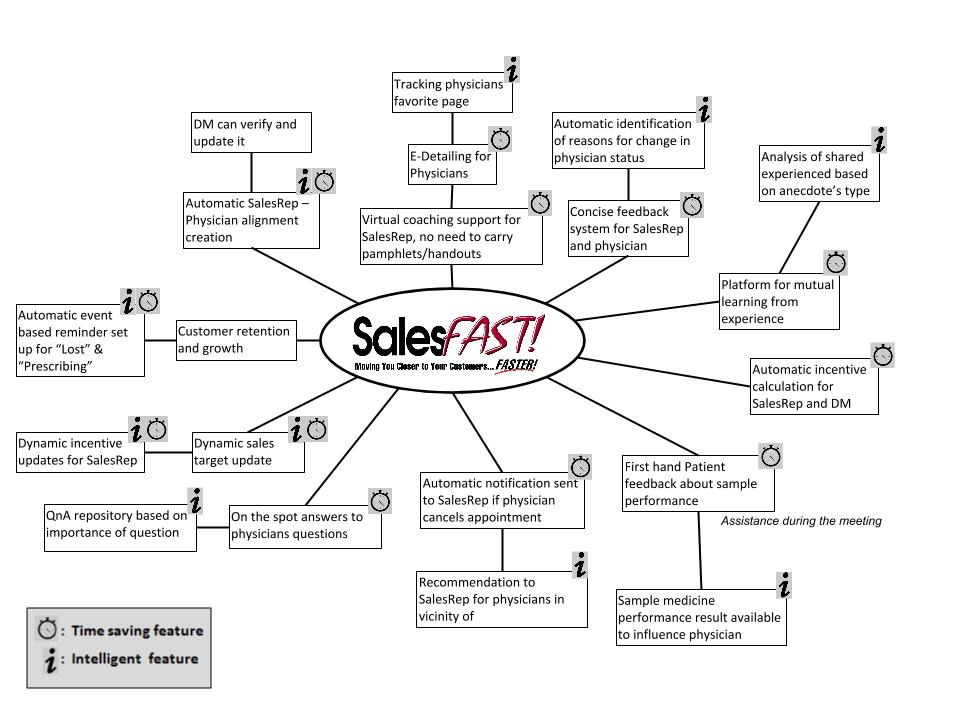 Tracking physicians
favorite page
DM can verify and
update it
Automatic identification
of reasons for change in
physician status
E-Detailing for
Physicians
Analysis of shared
experienced based
on anecdote's type
Automatic SalesRep –
Physician alignment
creation
Virtual coaching support for
SalesRep, no need to carry
pamphlets/handouts
Concise feedback
system for SalesRep
and physician
Platform for mutual
learning from
experience
Automatic event
based reminder set
up for “Lost” &
“Prescribing”
Customer retention
and growth
SalesFAST!
Moving You Closer to Your Customers... FASTER!
Automatic incentive
calculation for
SalesRep and DM
Dynamic incentive
updates for SalesRep
Dynamic sales
target update
First hand Patient
feedback about sample
performance
Automatic notification sent
to SalesRep if physician
cancels appointment
QnA repository based on
importance of question
On the spot answers to
physicians questions
Assistance during the meeting
Recommendation to
SalesRep for physicians in
vicinity of
Sample medicine
performance result available
to influence physician
: Time saving feature
i : Intelligent feature